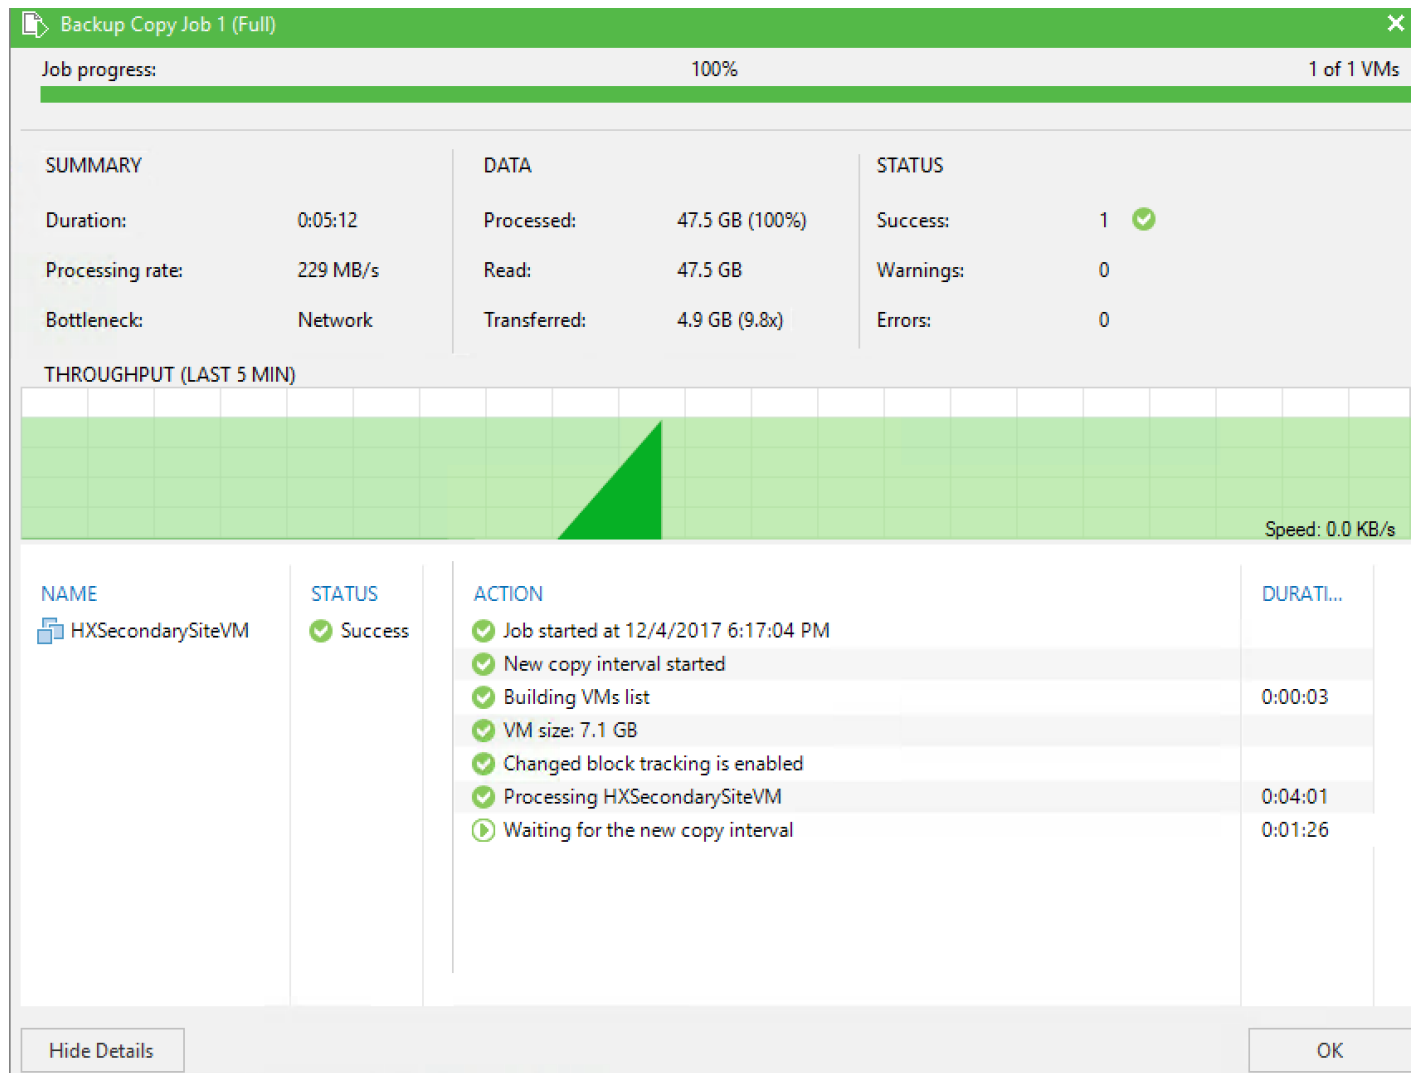 Backup Copy Job 1 (Full)
Job progress: 100% 1 of 1 VMs
SUMMARY DATA STATUS
Duration: 0:05:12 Processed: 47.5 GB (100%) Success: 1
Processing rate: 229 MB/s Read: 47.5 GB Warnings: 0
Bottleneck: Network Transferred: 4.9 GB (9.8x) Errors: 0
THROUGHPUT (LAST 5 MIN)
Speed: 0.0 KB/s
NAME STATUS ACTION DURATI...
HXSecondarySiteVM Success Job started at 12/4/2017 6:17:04 PM
New copy interval started
Building VMs list 0:00:03
VM size: 7.1 GB
Changed block tracking is enabled
Processing HXSecondarySiteVM 0:04:01
Waiting for the new copy interval 0:01:26
Hide Details OK